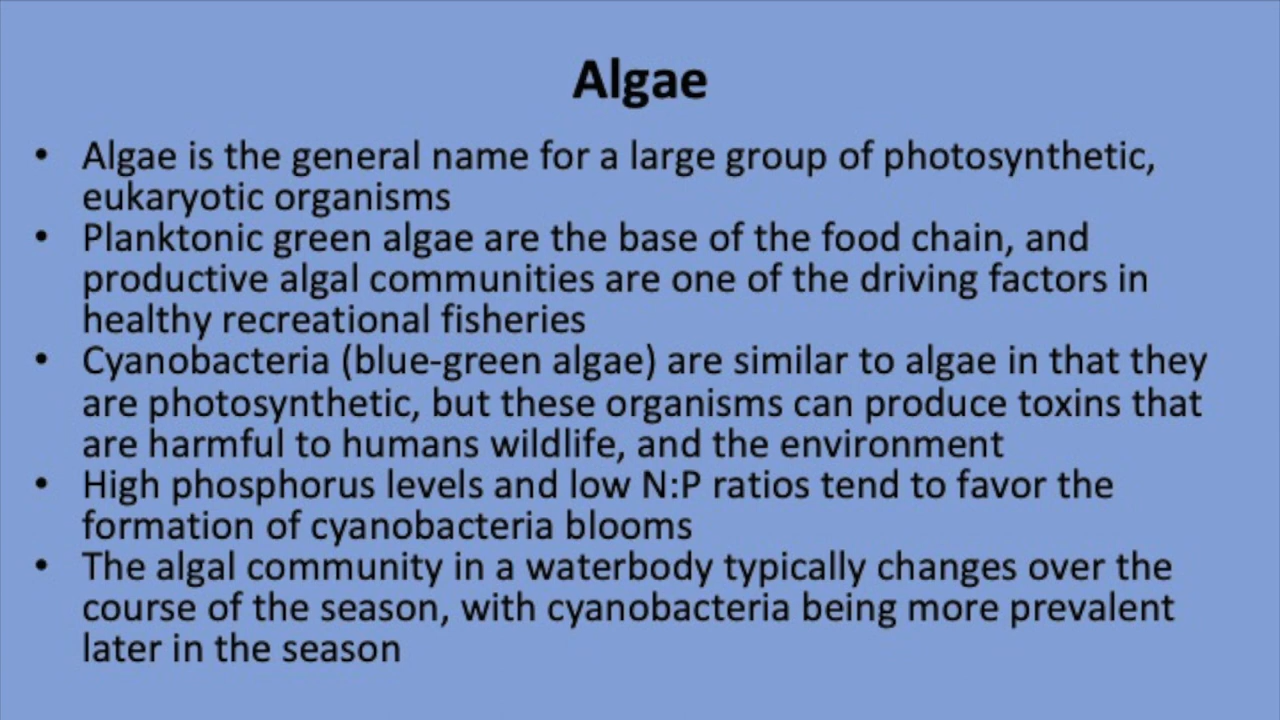 Algae
• Algae is the general name for a large group of photosynthetic,
eukaryotic organisms
• Planktonic green algae are the base of the food chain, and
productive algal communities are one of the driving factors in
healthy recreational fisheries
• Cyanobacteria (blue-green algae) are similar to algae in that they
are photosynthetic, but these organisms can produce toxins that
are harmful to humans wildlife, and the environment
• High phosphorus levels and low N:P ratios tend to favor the
formation of cyanobacteria blooms
• The algal community in a waterbody typically changes over the
course of the season, with cyanobacteria being more prevalent
later in the season